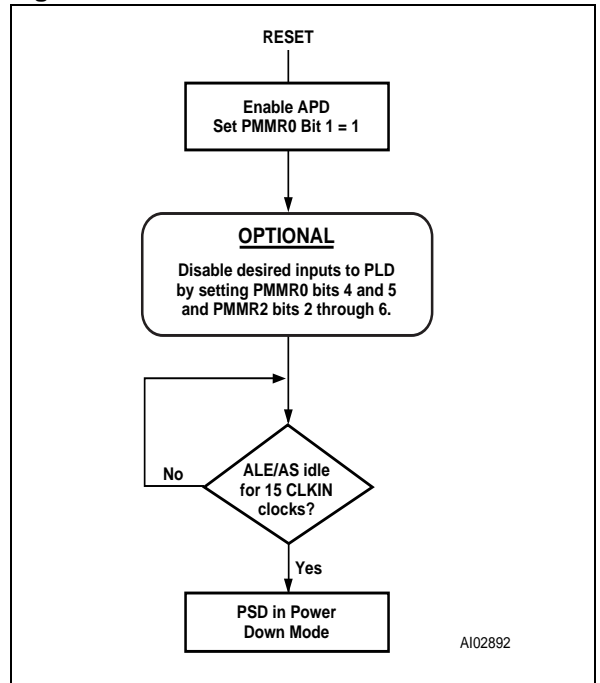 RESET
Enable APD
Set PMMR0 Bit 1 = 1
OPTIONAL
Disable desired inputs to PLD
by setting PMMR0 bits 4 and 5
and PMMR2 bits 2 through 6.
No
ALE/AS idle
for 15 CLKIN
clocks?
Yes
PSD in Power
Down Mode
AI02892